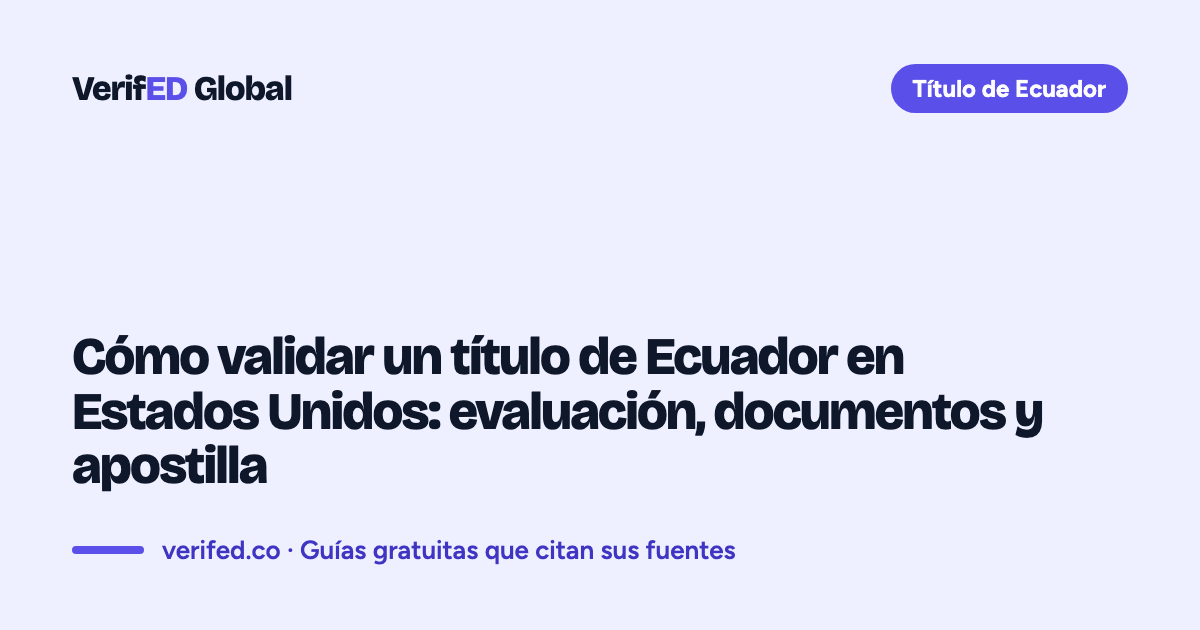 VerifED Global
Título de Ecuador
Cómo validar un título de Ecuador en
Estados Unidos: evaluación, documentos y
apostilla
verifed.co · Guías gratuitas que citan sus fuentes